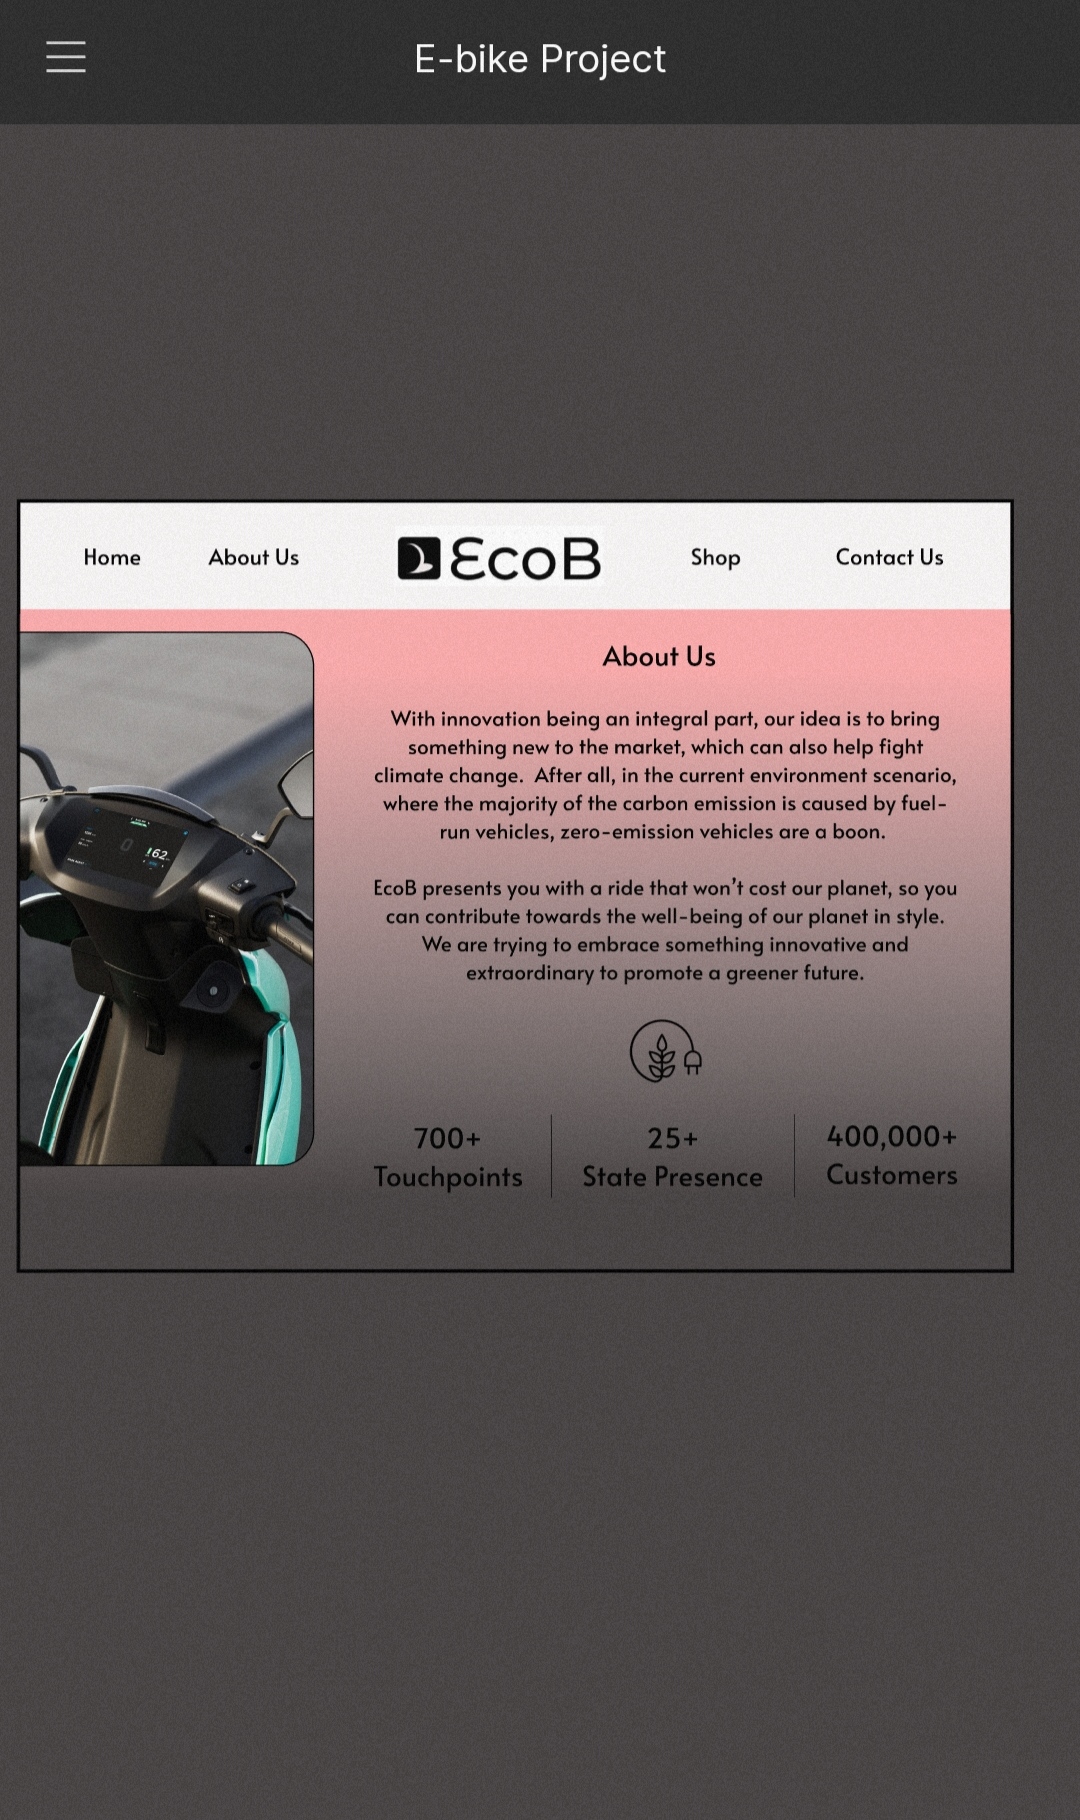 E-bike Project
Home About Us EcoB Shop Contact Us
About Us
With innovation being an integral part, our idea is to bring
something new to the market, which can also help fight
climate change.  After all, in the current environment scenario,
where the majority of the carbon emission is caused by fuel-
run vehicles, zero-emission vehicles are a boon.
EcoB presents you with a ride that won't cost our planet, so you
can contribute towards the well-being of our planet in style.
We are trying to embrace something innovative and
extraordinary to promote a greener future.
700+ 25+ 400,000+
Touchpoints State Presence Customers
0
62